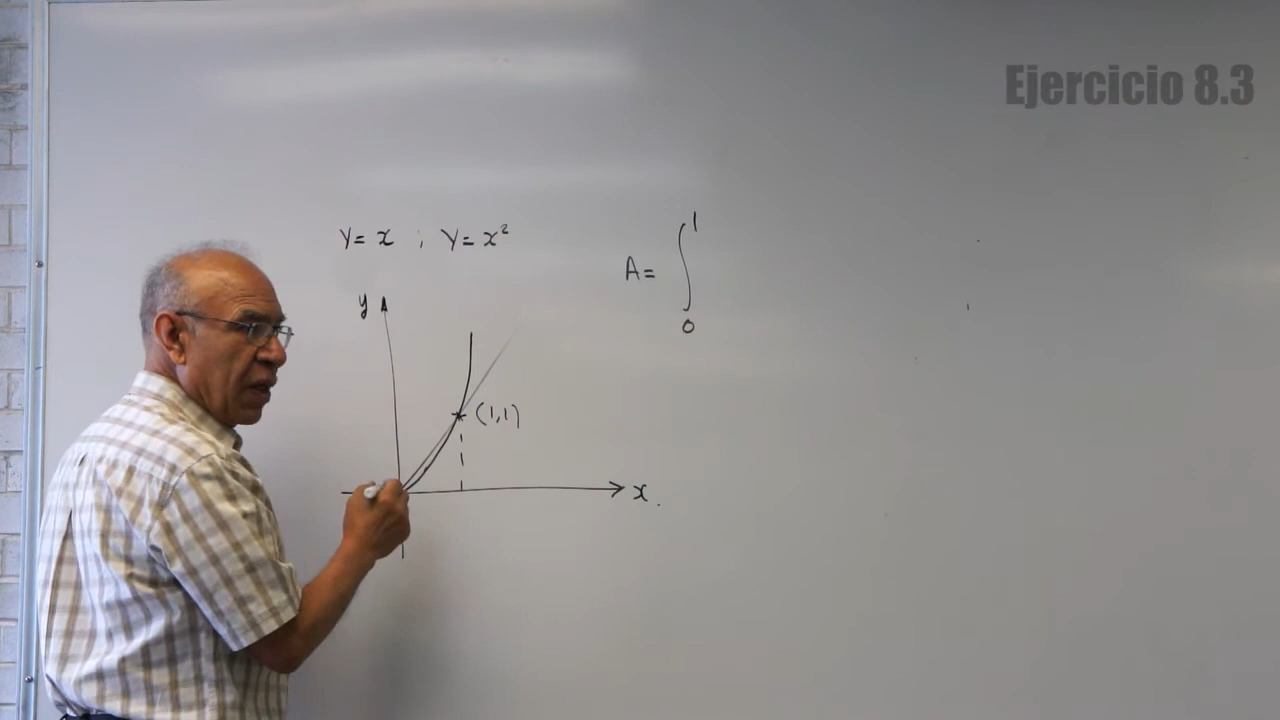 Ejercicio 8.3
Y = x ; Y = x²
A = ∫
1
0
y
(1,1)
x